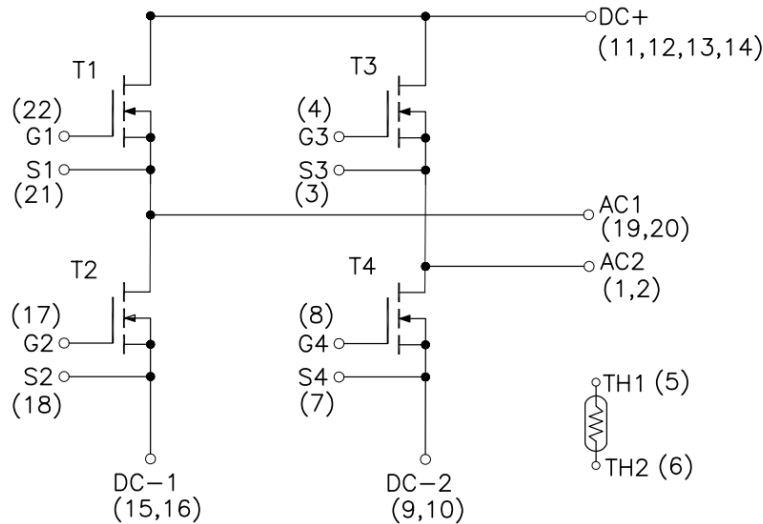 DC+
(11,12,13,14)
T1
T3
(22)
G1
(4)
G3
S1
(21)
S3
(3)
AC1
(19,20)
T2
T4
AC2
(1,2)
(17)
G2
(8)
G4
S2
(18)
S4
(7)
TH1 (5)
TH2 (6)
DC-1
(15,16)
DC-2
(9,10)